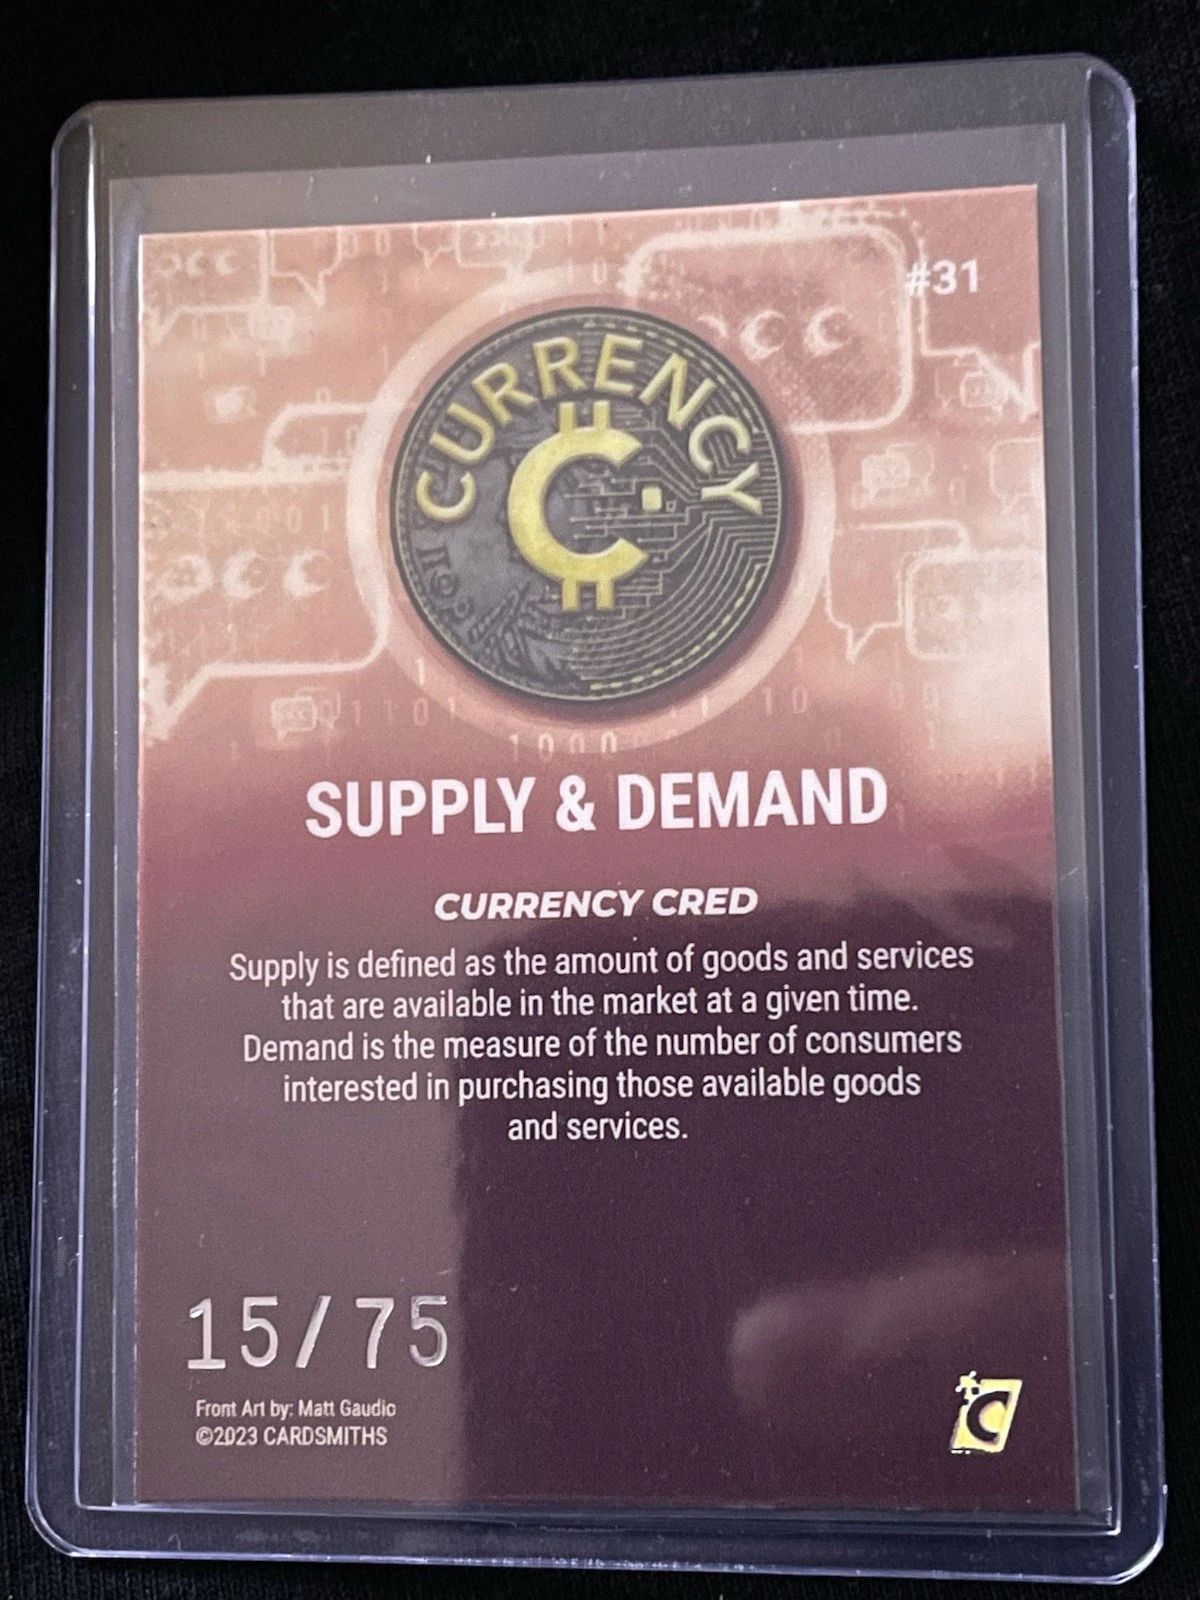 #31
CURRENCY
SUPPLY & DEMAND
CURRENCY CRED
Supply is defined as the amount of goods and services
that are available in the market at a given time.
Demand is the measure of the number of consumers
interested in purchasing those available goods
and services.
15/75
Front Art by: Matt Gaudio
©2023 CARDSMITHS
C